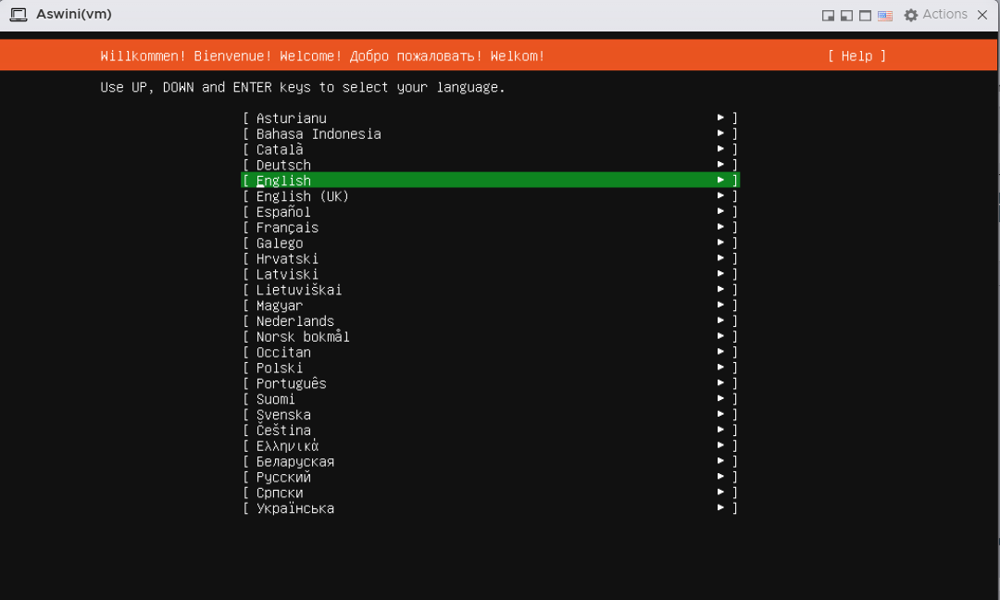 Aswini(vm) Actions
Willkommen! Bienvenue! Welcome! Добро пожаловать! Welkom! [ Help ]
Use UP, DOWN and ENTER keys to select your language.
[ Asturianu ► ]
[ Bahasa Indonesia ► ]
[ Català ► ]
[ Deutsch ► ]
[ English ► ]
[ English (UK) ► ]
[ Español ► ]
[ Français ► ]
[ Galego ► ]
[ Hrvatski ► ]
[ Latviski ► ]
[ Lietuviškai ► ]
[ Magyar ► ]
[ Nederlands ► ]
[ Norsk bokmål ► ]
[ Occitan ► ]
[ Polski ► ]
[ Português ► ]
[ Suomi ► ]
[ Svenska ► ]
[ Čeština ► ]
[ Ελληνικά ► ]
[ Беларуская ► ]
[ Русский ► ]
[ Српски ► ]
[ Українська ► ]